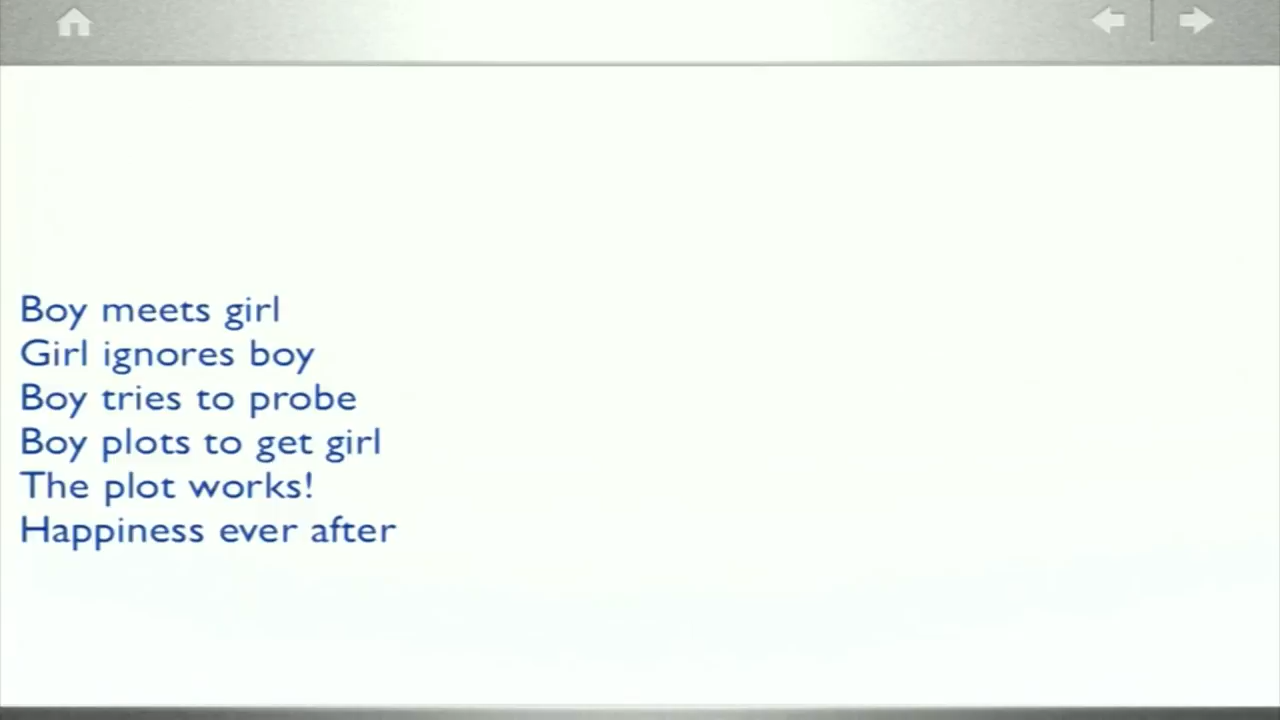 Boy meets girl
Girl ignores boy
Boy tries to probe
Boy plots to get girl
The plot works!
Happiness ever after